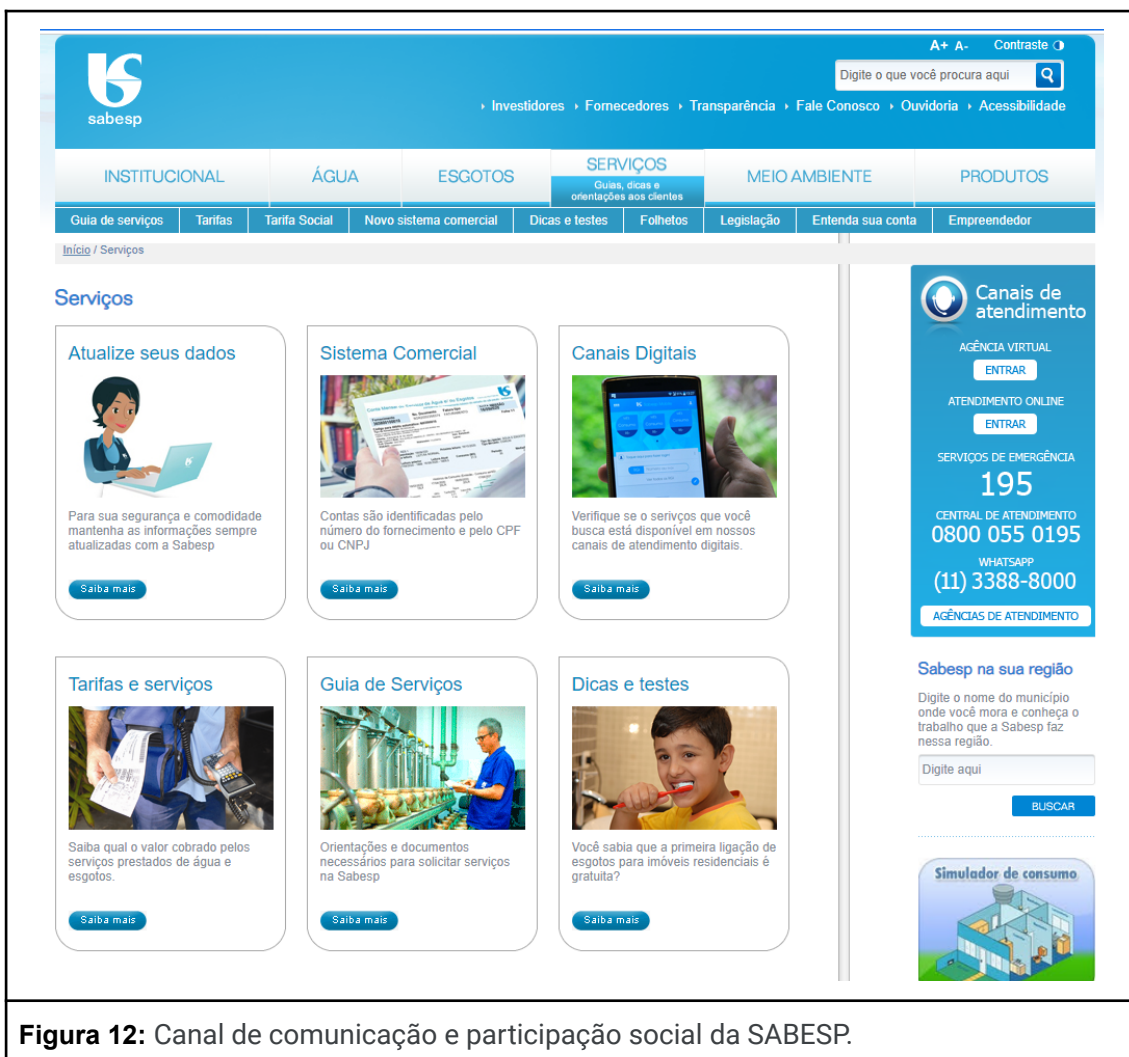 A+ A- Contraste
Digite o que você procura aqui
sabesp
Investidores Fornecedores Transparência Fale Conosco Ouvidoria Acessibilidade
INSTITUCIONAL ÁGUA ESGOTOS SERVIÇOS MEIO AMBIENTE PRODUTOS
Guias, dicas e
orientações aos clientes
Guia de serviços Tarifas Tarifa Social Novo sistema comercial Dicas e testes Folhetos Legislação Entenda sua conta Empreendedor
Início / Serviços
Serviços
Atualize seus dados
Para sua segurança e comodidade
mantenha as informações sempre
atualizadas com a Sabesp
Saiba mais
Sistema Comercial
Contas são identificadas pelo
número do fornecimento e pelo CPF
ou CNPJ
Saiba mais
Canais Digitais
Verifique se o serivços que você
busca está disponível em nossos
canais de atendimento digitais.
Saiba mais
Tarifas e serviços
Saiba qual o valor cobrado pelos
serviços prestados de água e
esgotos.
Saiba mais
Guia de Serviços
Orientações e documentos
necessários para solicitar serviços
na Sabesp
Saiba mais
Dicas e testes
Você sabia que a primeira ligação de
esgotos para imóveis residenciais é
gratuita?
Saiba mais
Canais de
atendimento
AGÊNCIA VIRTUAL
ENTRAR
ATENDIMENTO ONLINE
ENTRAR
SERVIÇOS DE EMERGÊNCIA
195
CENTRAL DE ATENDIMENTO
0800 055 0195
WHATSAPP
(11) 3388-8000
AGÊNCIAS DE ATENDIMENTO
Sabesp na sua região
Digite o nome do município
onde você mora e conheça o
trabalho que a Sabesp faz
nessa região.
Digite aqui
BUSCAR
Simulador de consumo
Figura 12: Canal de comunicação e participação social da SABESP.